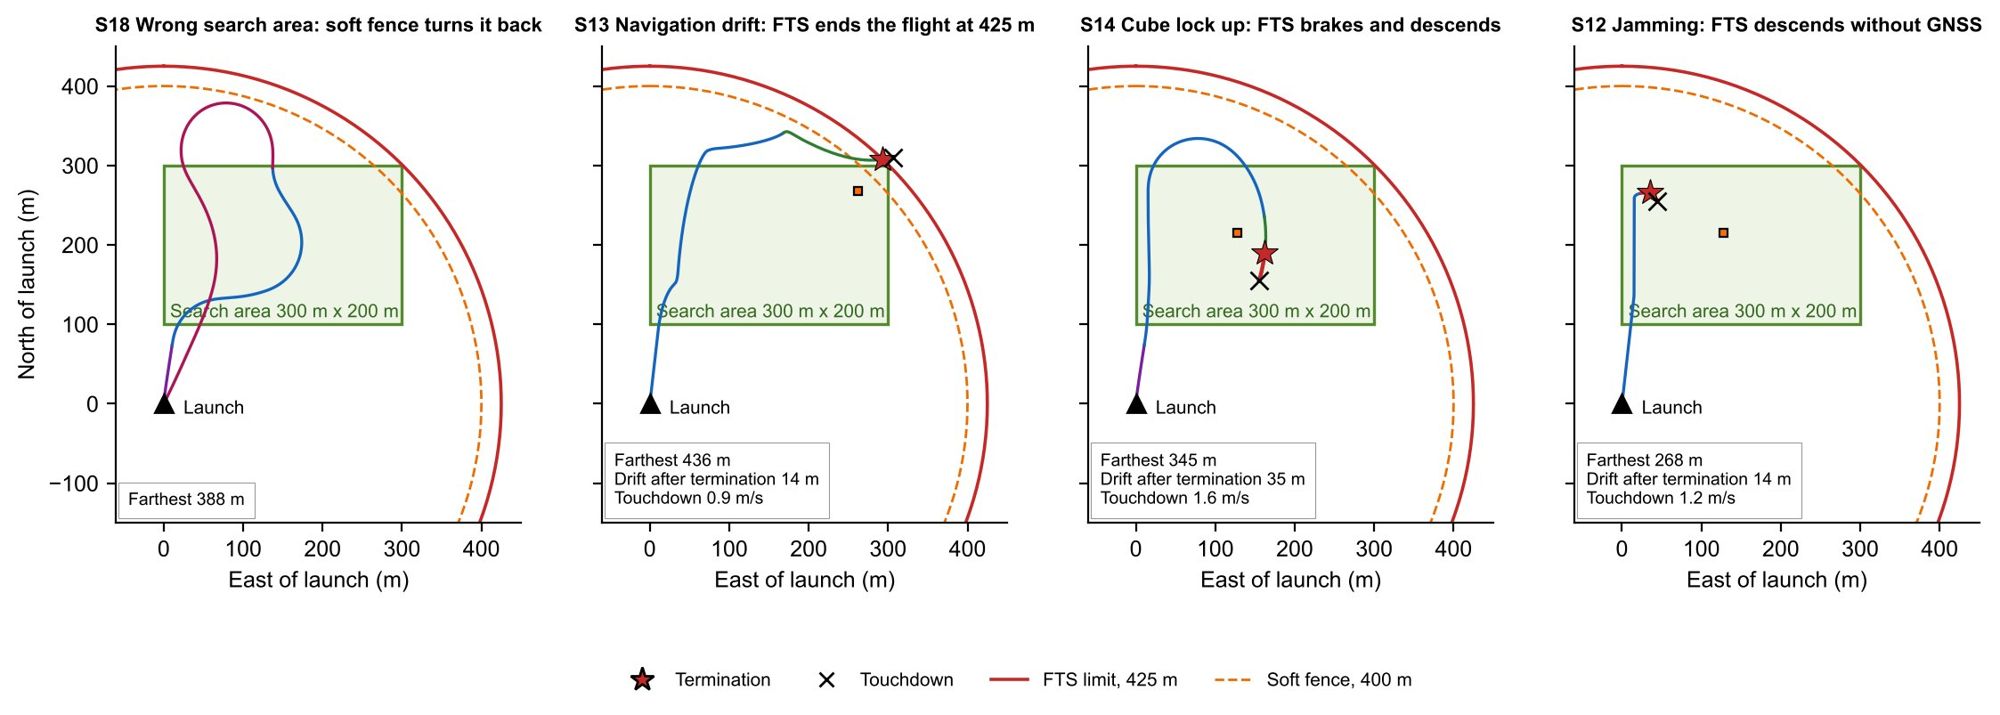 S18 Wrong search area: soft fence turns it back
S13 Navigation drift: FTS ends the flight at 425 m
S14 Cube lock up: FTS brakes and descends
S12 Jamming: FTS descends without GNSS
North of launch (m)
400
300
200
100
0
−100
Search area 300 m x 200 m
Launch
Farthest 388 m
0 100 200 300 400
East of launch (m)
Search area 300 m x 200 m
Launch
Farthest 436 m
Drift after termination 14 m
Touchdown 0.9 m/s
0 100 200 300 400
East of launch (m)
Search area 300 m x 200 m
Launch
Farthest 345 m
Drift after termination 35 m
Touchdown 1.6 m/s
0 100 200 300 400
East of launch (m)
Search area 300 m x 200 m
Launch
Farthest 268 m
Drift after termination 14 m
Touchdown 1.2 m/s
0 100 200 300 400
East of launch (m)
Termination
Touchdown
FTS limit, 425 m
Soft fence, 400 m